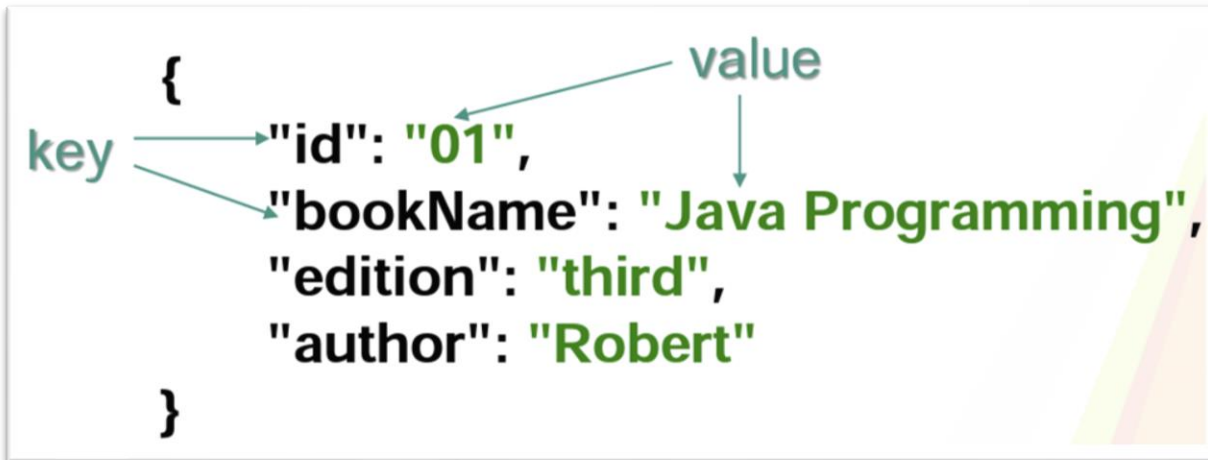 value
{
key
"id": "01",
"bookName": "Java Programming",
"edition": "third",
"author": "Robert"
}